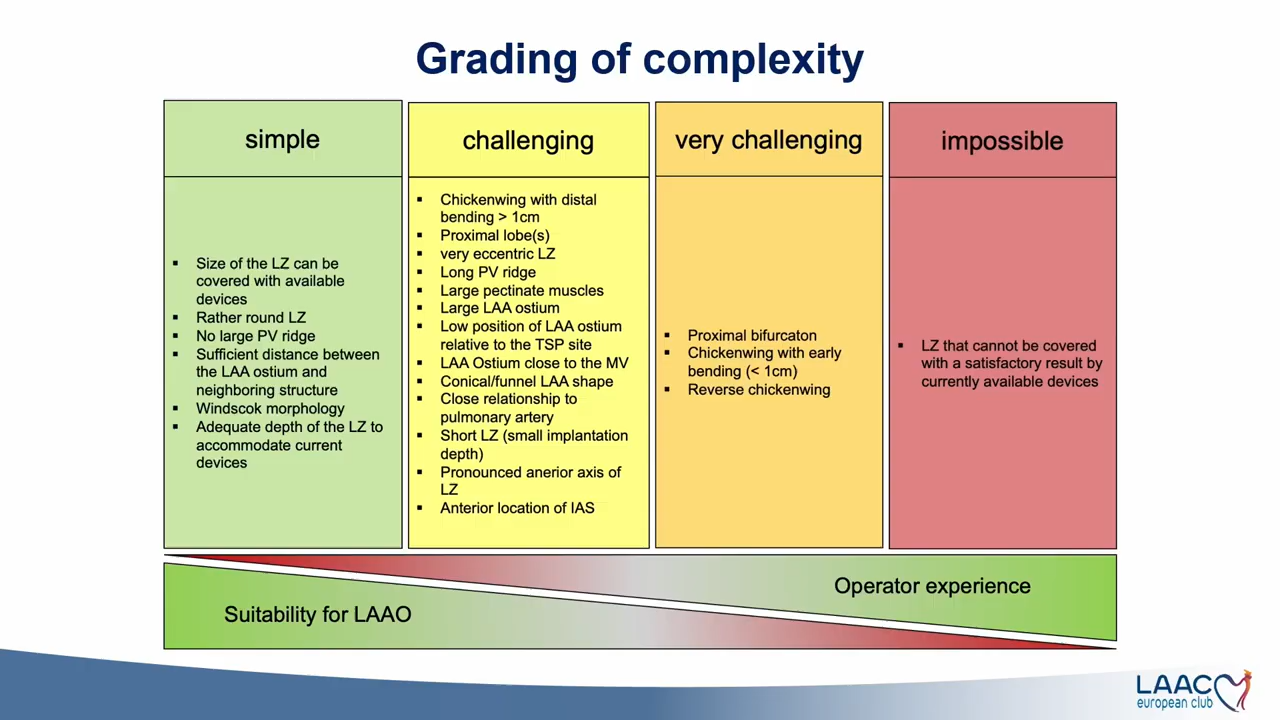 Grading of complexity
simple
▪ Size of the LZ can be
covered with available
devices
▪ Rather round LZ
▪ No large PV ridge
▪ Sufficient distance between
the LAA ostium and
neighboring structure
▪ Windscok morphology
▪ Adequate depth of the LZ to
accommodate current
devices
challenging
▪ Chickenwing with distal
bending > 1cm
▪ Proximal lobe(s)
▪ very eccentric LZ
▪ Long PV ridge
▪ Large pectinate muscles
▪ Large LAA ostium
▪ Low position of LAA ostium
relative to the TSP site
▪ LAA Ostium close to the MV
▪ Conical/funnel LAA shape
▪ Close relationship to
pulmonary artery
▪ Short LZ (small implantation
depth)
▪ Pronounced anerior axis of
LZ
▪ Anterior location of IAS
very challenging
▪ Proximal bifurcaton
▪ Chickenwing with early
bending (< 1cm)
▪ Reverse chickenwing
impossible
▪ LZ that cannot be covered
with a satisfactory result by
currently available devices
Operator experience
Suitability for LAAO
LAAC
european club